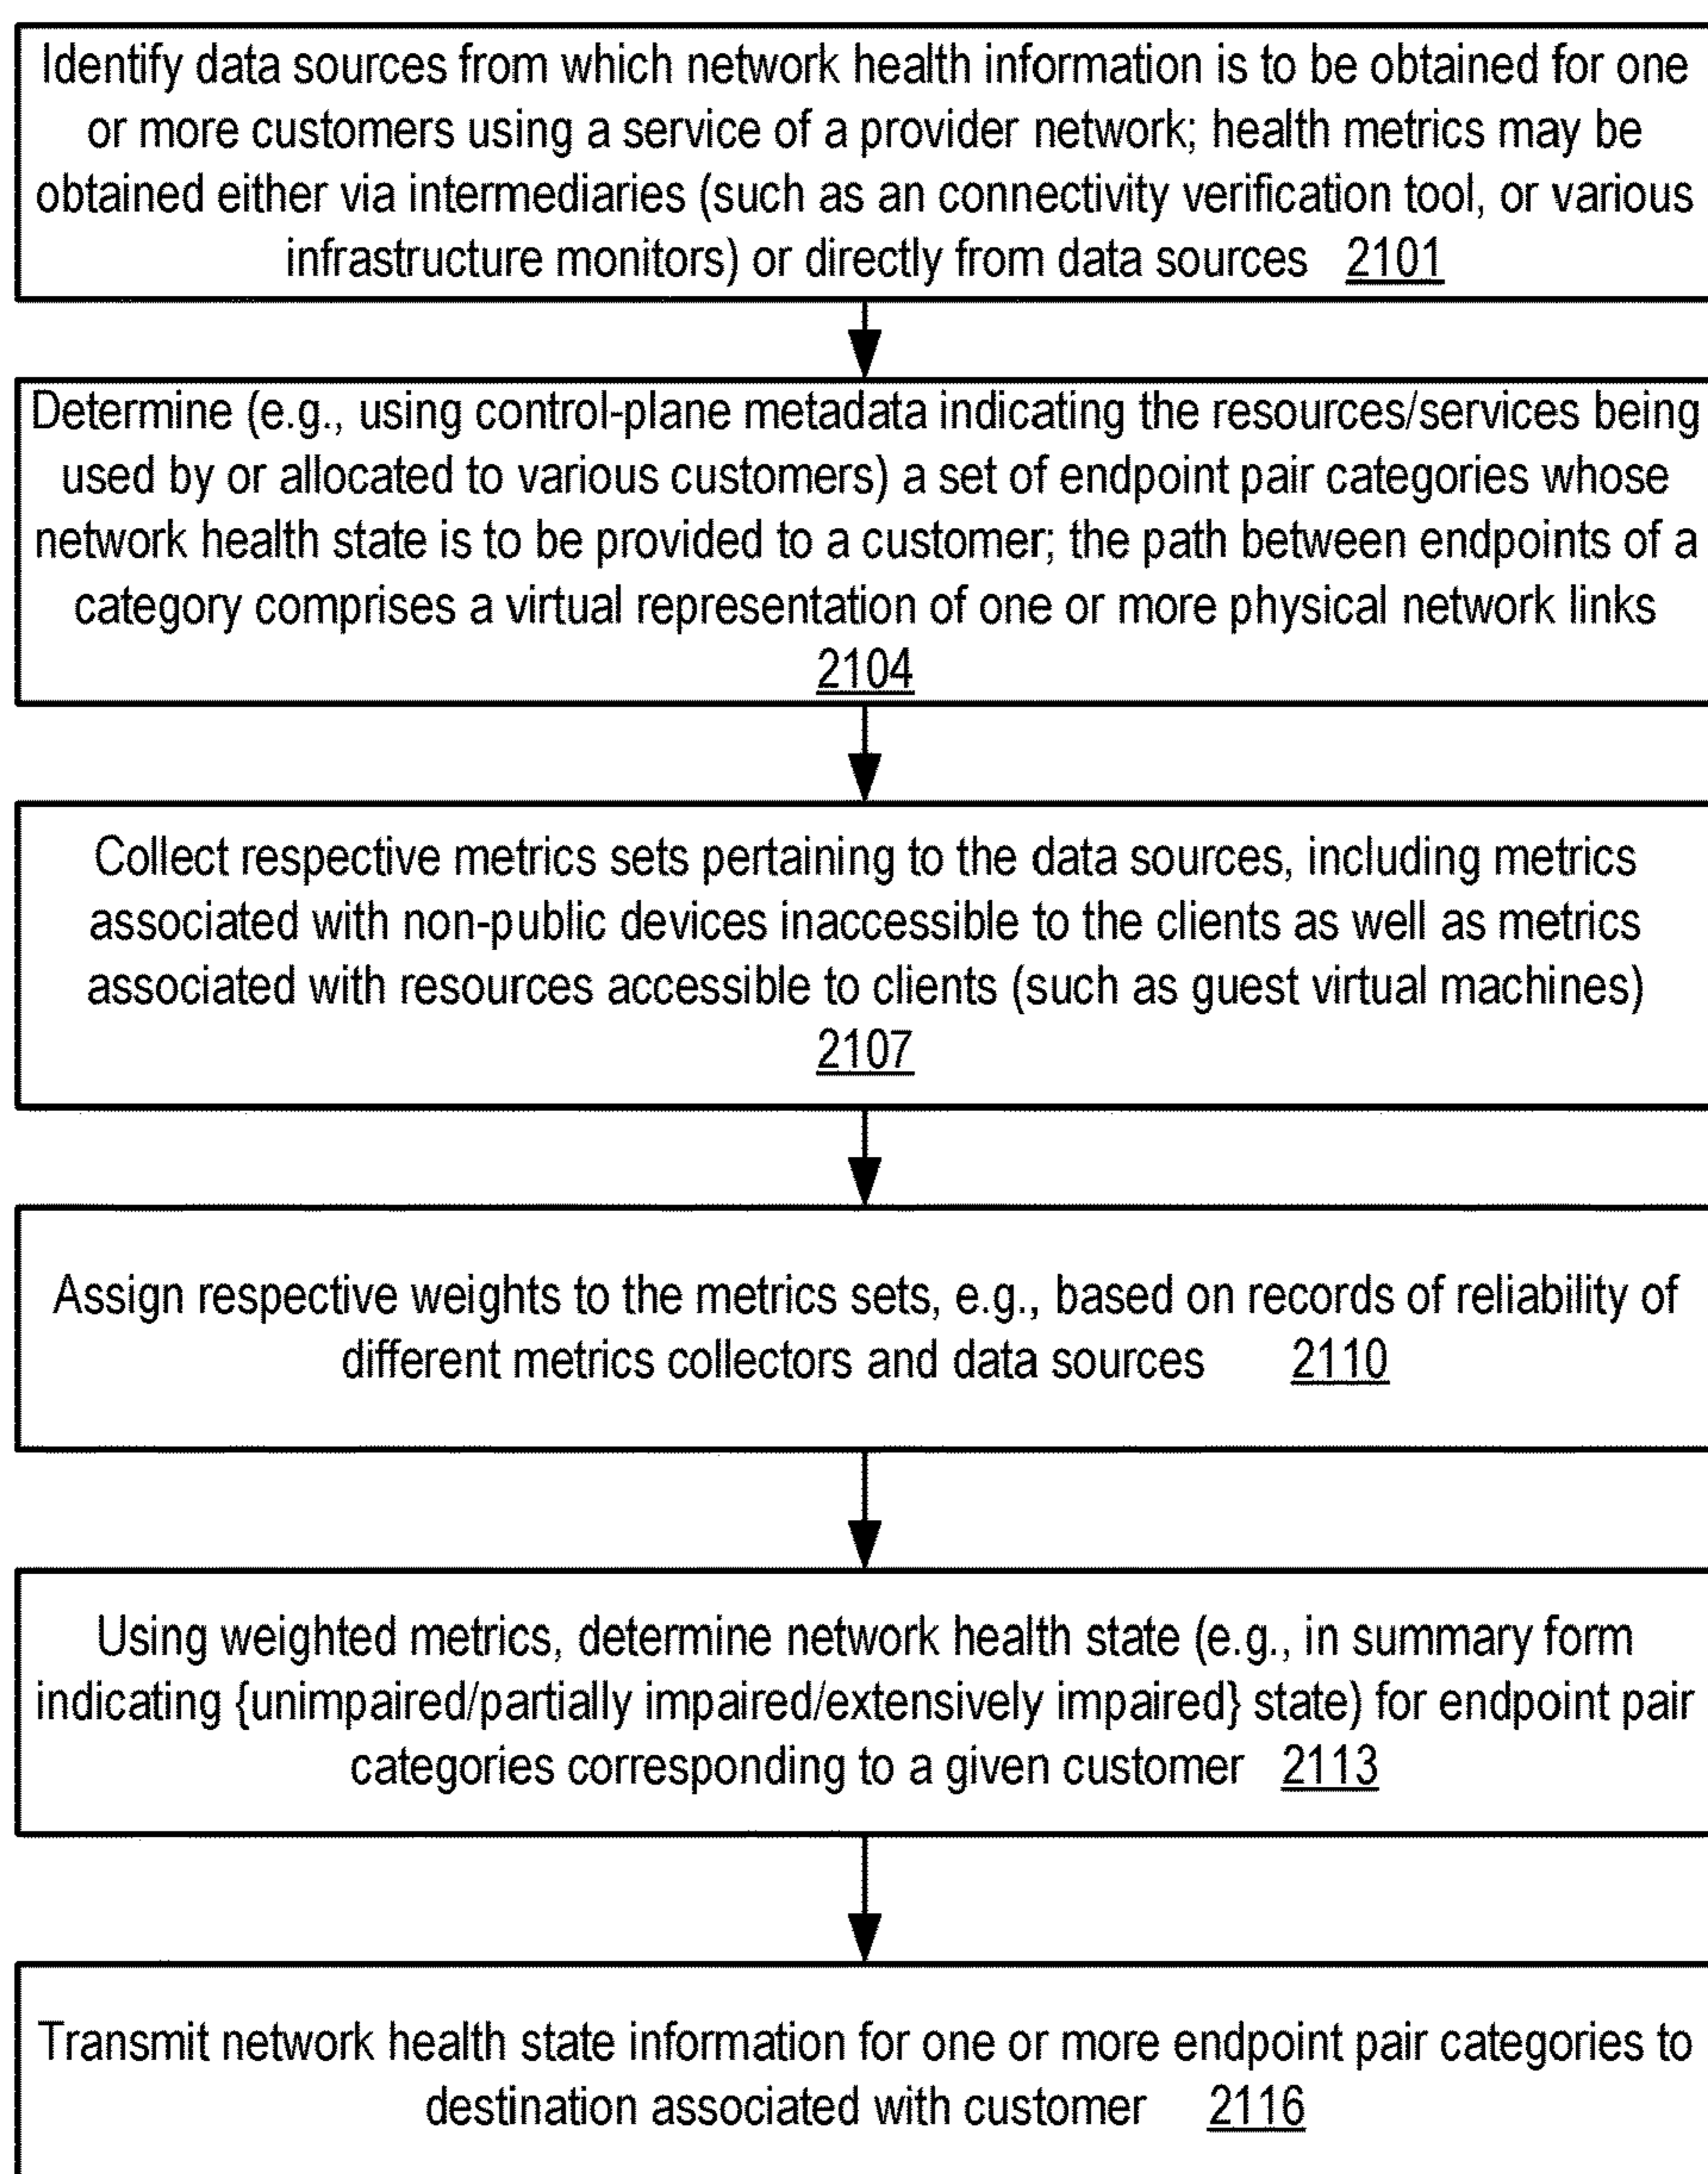 Identify data sources from which network health information is to be obtained for one
or more customers using a service of a provider network; health metrics may be
obtained either via intermediaries (such as an connectivity verification tool, or various
infrastructure monitors) or directly from data sources 2101
Determine (e.g., using control-plane metadata indicating the resources/services being
used by or allocated to various customers) a set of endpoint pair categories whose
network health state is to be provided to a customer; the path between endpoints of a
category comprises a virtual representation of one or more physical network links
2104
Collect respective metrics sets pertaining to the data sources, including metrics
associated with non-public devices inaccessible to the clients as well as metrics
associated with resources accessible to clients (such as guest virtual machines)
2107
Assign respective weights to the metrics sets, e.g., based on records of reliability of
different metrics collectors and data sources 2110
Using weighted metrics, determine network health state (e.g., in summary form
indicating {unimpaired/partially impaired/extensively impaired} state) for endpoint pair
categories corresponding to a given customer 2113
Transmit network health state information for one or more endpoint pair categories to
destination associated with customer 2116